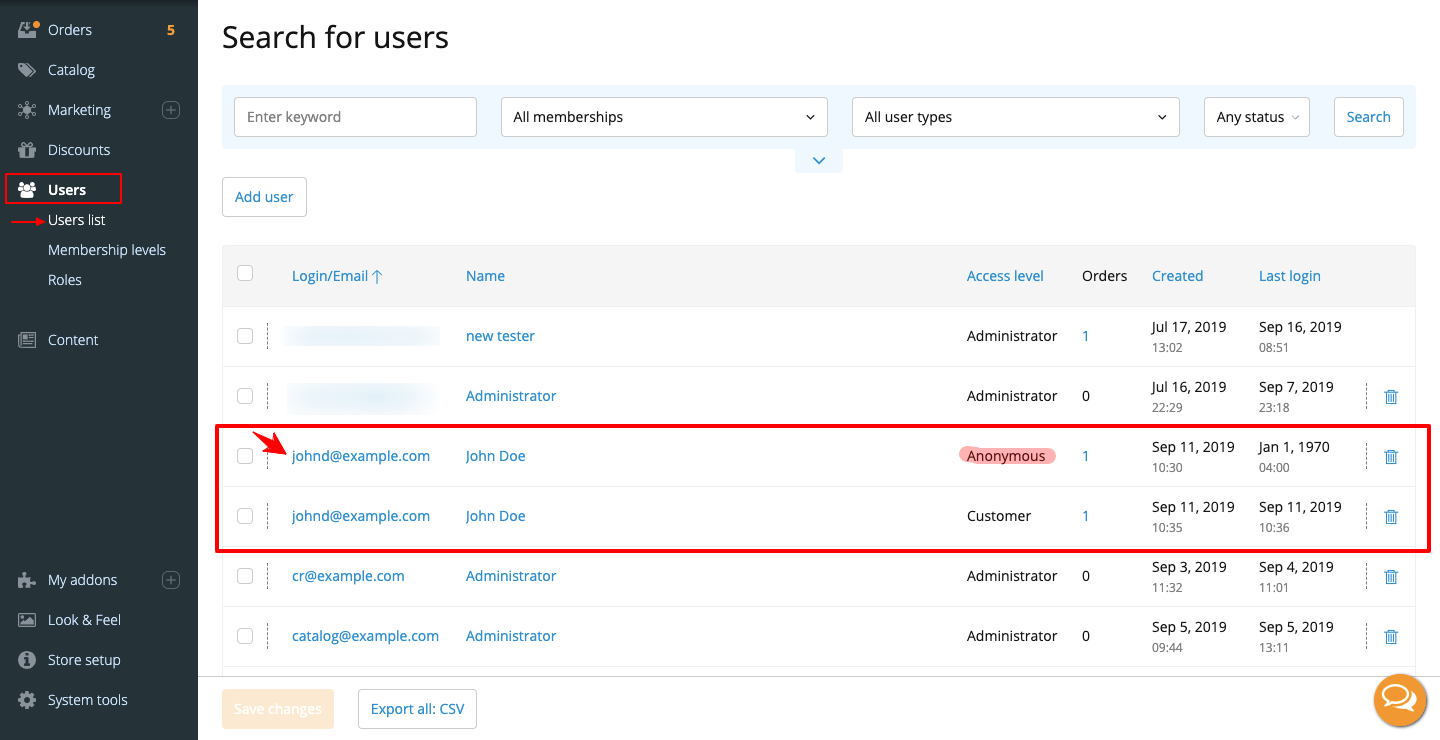 Orders 5
Catalog
Marketing
Discounts
Users
Users list
Membership levels
Roles
Content
My addons
Look & Feel
Store setup
System tools
Search for users
Enter keyword All memberships All user types Any status Search
Add user
Login/Email Name Access level Orders Created Last login
new tester Administrator 1 Jul 17, 2019 Sep 16, 2019
13:02 08:51
Administrator Administrator 0 Jul 16, 2019 Sep 7, 2019
22:29 23:18
johnd@example.com John Doe Anonymous 1 Sep 11, 2019 Jan 1, 1970
10:30 04:00
johnd@example.com John Doe Customer 1 Sep 11, 2019 Sep 11, 2019
10:35 10:36
cr@example.com Administrator Administrator 0 Sep 3, 2019 Sep 4, 2019
11:32 11:01
catalog@example.com Administrator Administrator 0 Sep 5, 2019 Sep 5, 2019
09:44 13:11
Save changes Export all: CSV